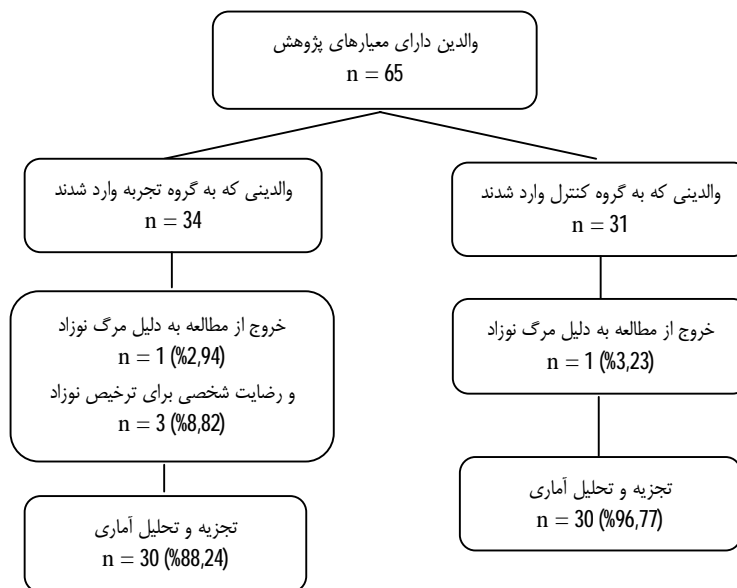 والدین دارای معیارهای پژوهش
n = 65
والدینی که به گروه تجربه وارد شدند
n = 34
والدینی که به گروه کنترل وارد شدند
n = 31
خروج از مطالعه به دلیل مرگ نوزاد
n = 1 (%2,94)
و رضایت شخصی برای ترخیص نوزاد
n = 3 (%8,82)
خروج از مطالعه به دلیل مرگ نوزاد
n = 1 (%3,23)
تجزیه و تحلیل آماری
n = 30 (%88,24)
تجزیه و تحلیل آماری
n = 30 (%96,77)